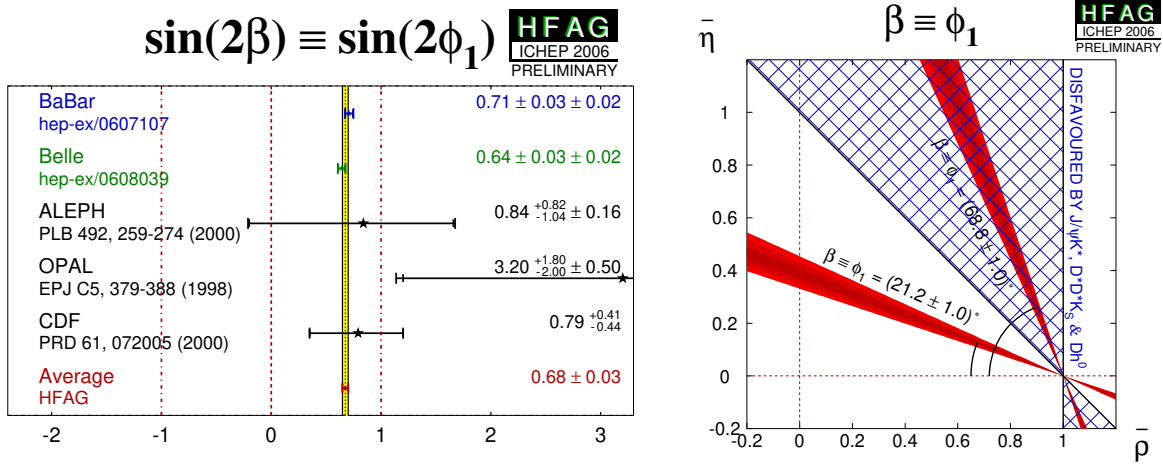 sin(2β) ≡ sin(2ϕ₁)
HFAG
ICHEP 2006
PRELIMINARY
BaBar
hep-ex/0607107
0.71 ± 0.03 ± 0.02
Belle
hep-ex/0608039
0.64 ± 0.03 ± 0.02
ALEPH
PLB 492, 259-274 (2000)
0.84 +0.82 -1.04 ± 0.16
OPAL
EPJ C5, 379-388 (1998)
3.20 +1.80 -2.00 ± 0.50
CDF
PRD 61, 072005 (2000)
0.79 +0.41 -0.44
Average
HFAG
0.68 ± 0.03
-2 -1 0 1 2 3
β ≡ ϕ₁
HFAG
ICHEP 2006
PRELIMINARY
η̄
1
0.8
0.6
0.4
0.2
0
-0.2
β ≡ ϕ₁ = (68.8 ± 1.0)°
β ≡ ϕ₁ = (21.2 ± 1.0)°
DISFAVOURED BY J/ψK*, D*D*Kₛ & Dh⁰
-0.2 0 0.2 0.4 0.6 0.8 1
ρ̄